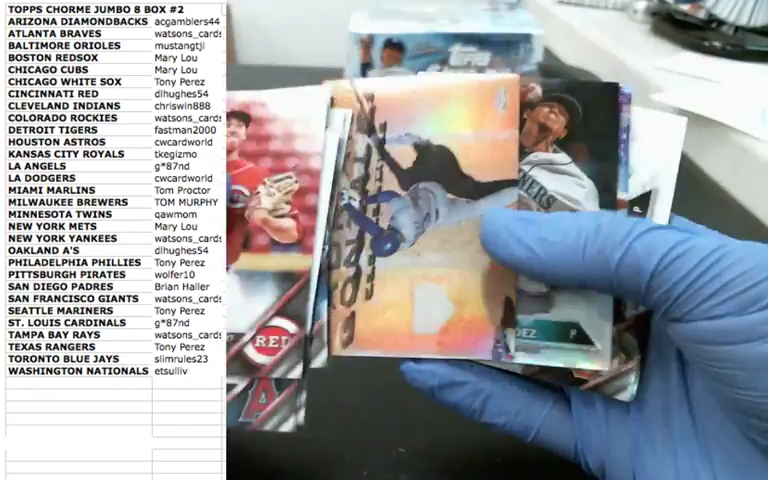 TOPPS CHORME JUMBO 8 BOX #2
ARIZONA DIAMONDBACKS acgamblers44
ATLANTA BRAVES watsons_cards
BALTIMORE ORIOLES mustangtji
BOSTON REDSOX Mary Lou
CHICAGO CUBS Mary Lou
CHICAGO WHITE SOX Tony Perez
CINCINNATI RED dlhughes54
CLEVELAND INDIANS chriswin888
COLORADO ROCKIES watsons_cards
DETROIT TIGERS fastman2000
HOUSTON ASTROS cwcardworld
KANSAS CITY ROYALS tkegizmo
LA ANGELS g*87nd
LA DODGERS cwcardworld
MIAMI MARLINS Tom Proctor
MILWAUKEE BREWERS TOM MURPHY
MINNESOTA TWINS qawmom
NEW YORK METS Mary Lou
NEW YORK YANKEES watsons_cards
OAKLAND A'S dlhughes54
PHILADELPHIA PHILLIES Tony Perez
PITTSBURGH PIRATES wolfer10
SAN DIEGO PADRES Brian Haller
SAN FRANCISCO GIANTS watsons_cards
SEATTLE MARINERS Tony Perez
ST. LOUIS CARDINALS g*87nd
TAMPA BAY RAYS watsons_cards
TEXAS RANGERS Tony Perez
TORONTO BLUE JAYS slimrules23
WASHINGTON NATIONALS etsulliv
topps
P
DEZ P
RED